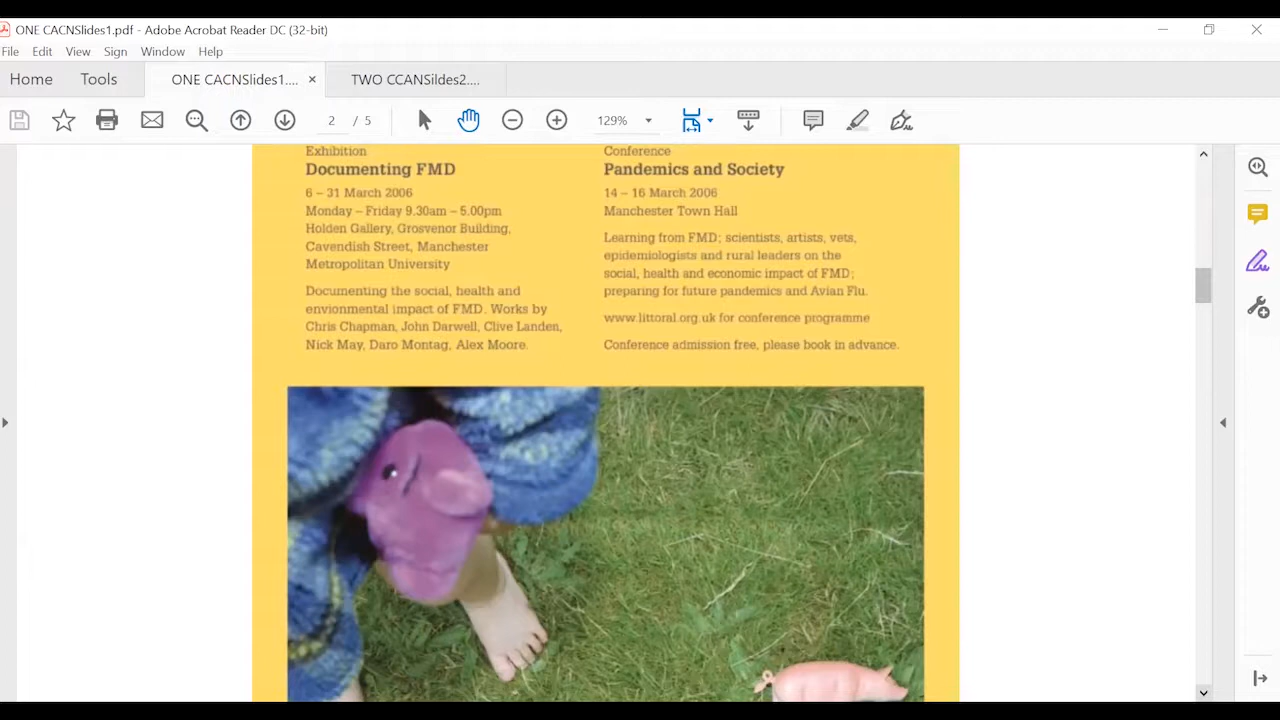 ONE CACNSlides1.pdf - Adobe Acrobat Reader DC (32-bit)
File Edit View Sign Window Help
Home Tools ONE CACNSlides1.... × TWO CCANSildes2....
2 / 5 129%
Exhibition
Documenting FMD
6 – 31 March 2006
Monday – Friday 9.30am – 5.00pm
Holden Gallery, Grosvenor Building,
Cavendish Street, Manchester
Metropolitan University
Documenting the social, health and
envionmental impact of FMD. Works by
Chris Chapman, John Darwell, Clive Landen,
Nick May, Daro Montag, Alex Moore.
Conference
Pandemics and Society
14 – 16 March 2006
Manchester Town Hall
Learning from FMD; scientists, artists, vets,
epidemiologists and rural leaders on the
social, health and economic impact of FMD;
preparing for future pandemics and Avian Flu.
www.littoral.org.uk for conference programme
Conference admission free, please book in advance.